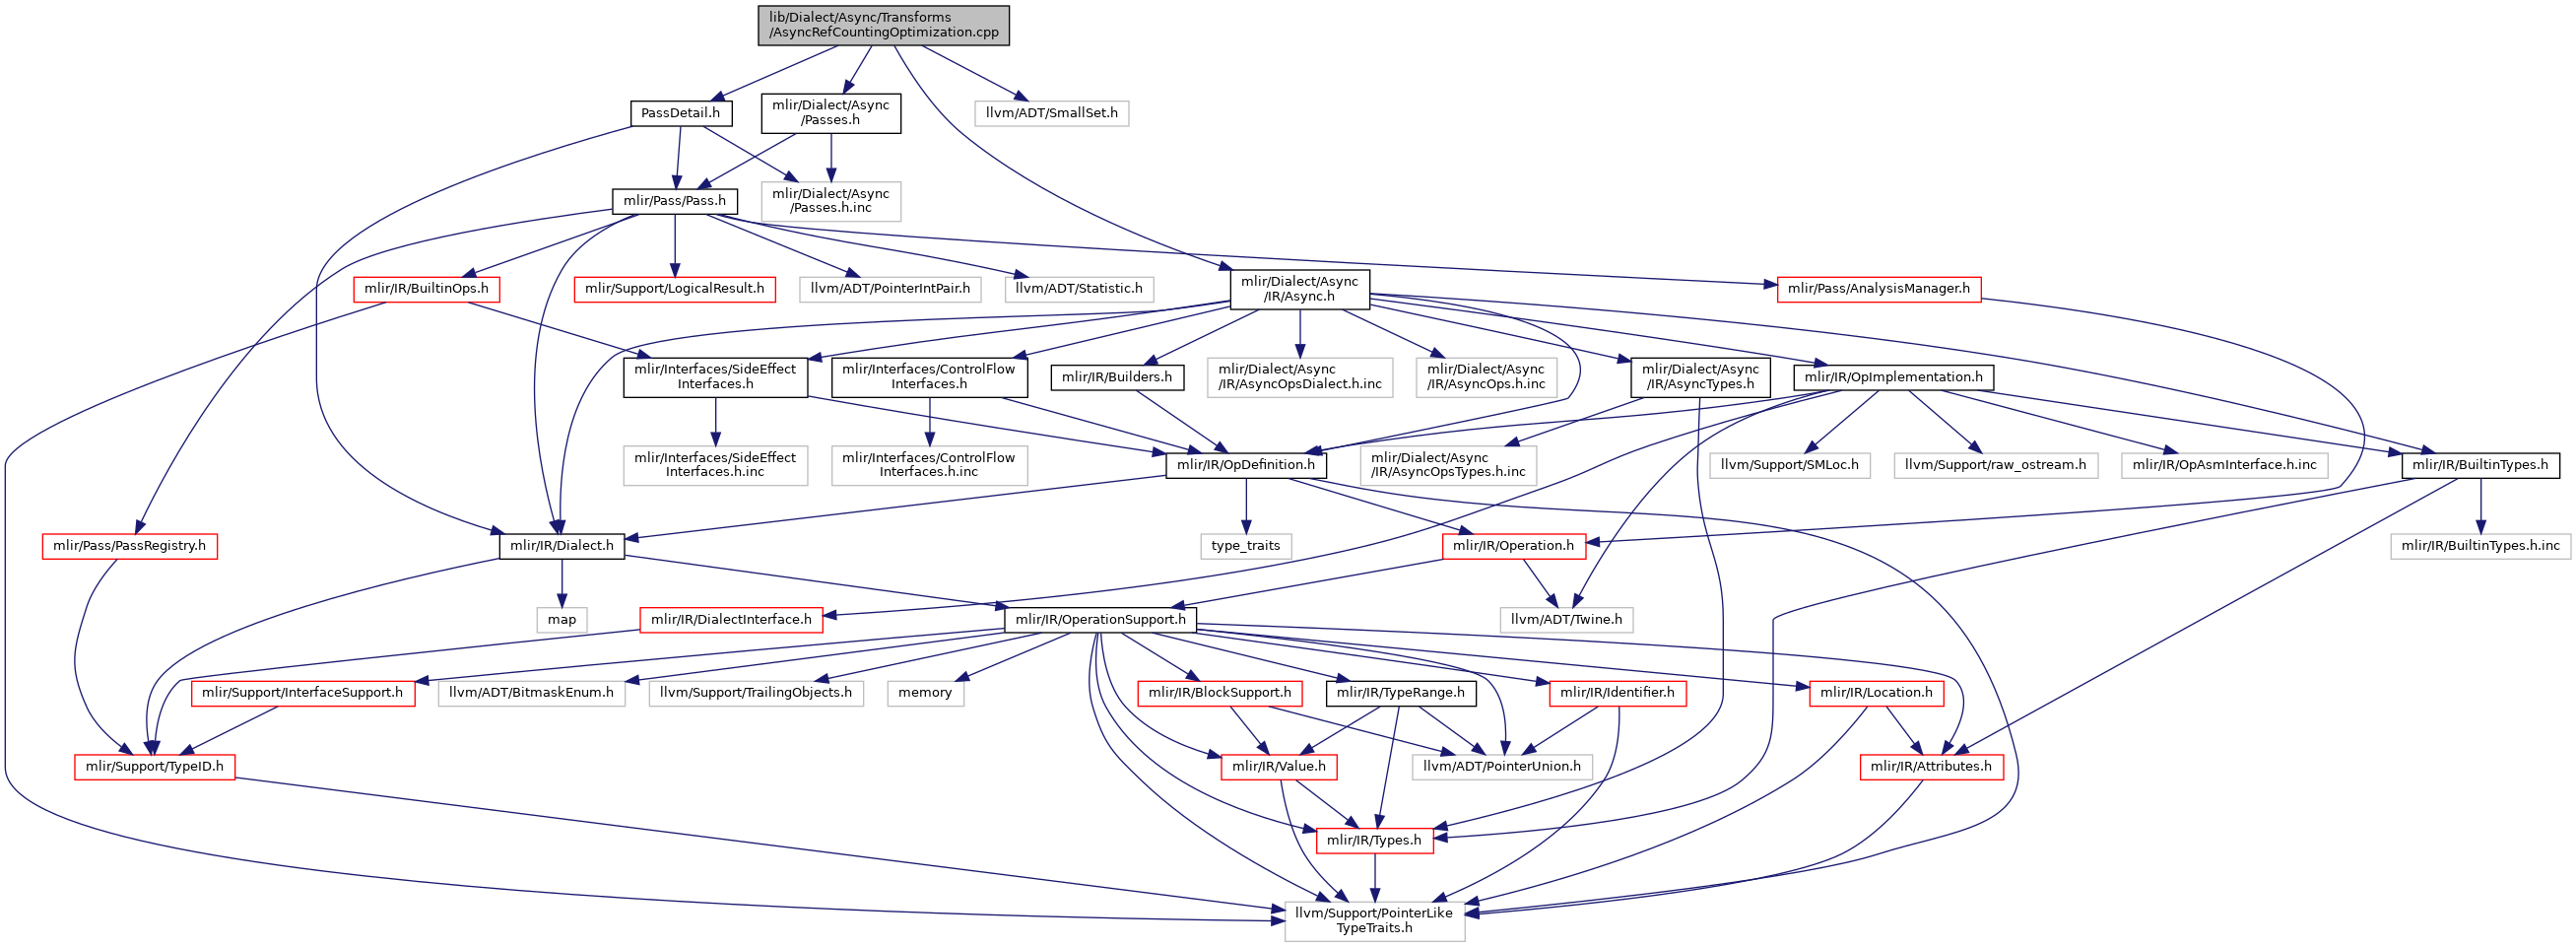 lib/Dialect/Async/Transforms
/AsyncRefCountingOptimization.cpp
PassDetail.h
mlir/Dialect/Async
/Passes.h
llvm/ADT/SmallSet.h
mlir/Pass/Pass.h
mlir/Dialect/Async
/Passes.h.inc
mlir/IR/BuiltinOps.h
mlir/Support/LogicalResult.h
llvm/ADT/PointerIntPair.h
llvm/ADT/Statistic.h
mlir/Dialect/Async
/IR/Async.h
mlir/Pass/AnalysisManager.h
mlir/Interfaces/SideEffect
Interfaces.h
mlir/Interfaces/ControlFlow
Interfaces.h
mlir/IR/Builders.h
mlir/Dialect/Async
/IR/AsyncOpsDialect.h.inc
mlir/Dialect/Async
/IR/AsyncOps.h.inc
mlir/Dialect/Async
/IR/AsyncTypes.h
mlir/IR/OpImplementation.h
mlir/Interfaces/SideEffect
Interfaces.h.inc
mlir/Interfaces/ControlFlow
Interfaces.h.inc
mlir/IR/OpDefinition.h
mlir/Dialect/Async
/IR/AsyncOpsTypes.h.inc
llvm/Support/SMLoc.h
llvm/Support/raw_ostream.h
mlir/IR/OpAsmInterface.h.inc
mlir/IR/BuiltinTypes.h
mlir/Pass/PassRegistry.h
mlir/IR/Dialect.h
type_traits
mlir/IR/Operation.h
mlir/IR/BuiltinTypes.h.inc
map
mlir/IR/DialectInterface.h
mlir/IR/OperationSupport.h
llvm/ADT/Twine.h
mlir/Support/InterfaceSupport.h
llvm/ADT/BitmaskEnum.h
llvm/Support/TrailingObjects.h
memory
mlir/IR/BlockSupport.h
mlir/IR/TypeRange.h
mlir/IR/Identifier.h
mlir/IR/Location.h
mlir/Support/TypeID.h
mlir/IR/Value.h
llvm/ADT/PointerUnion.h
mlir/IR/Attributes.h
mlir/IR/Types.h
llvm/Support/PointerLike
TypeTraits.h